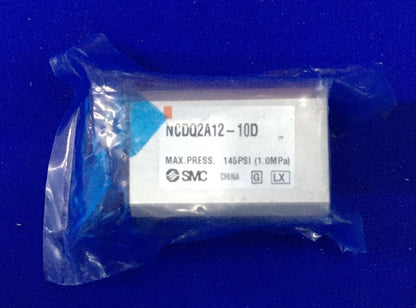 NCDQ2A12-10D
MAX. PRESS. 145PSI (1.0MPa)
SMC CHINA G LX